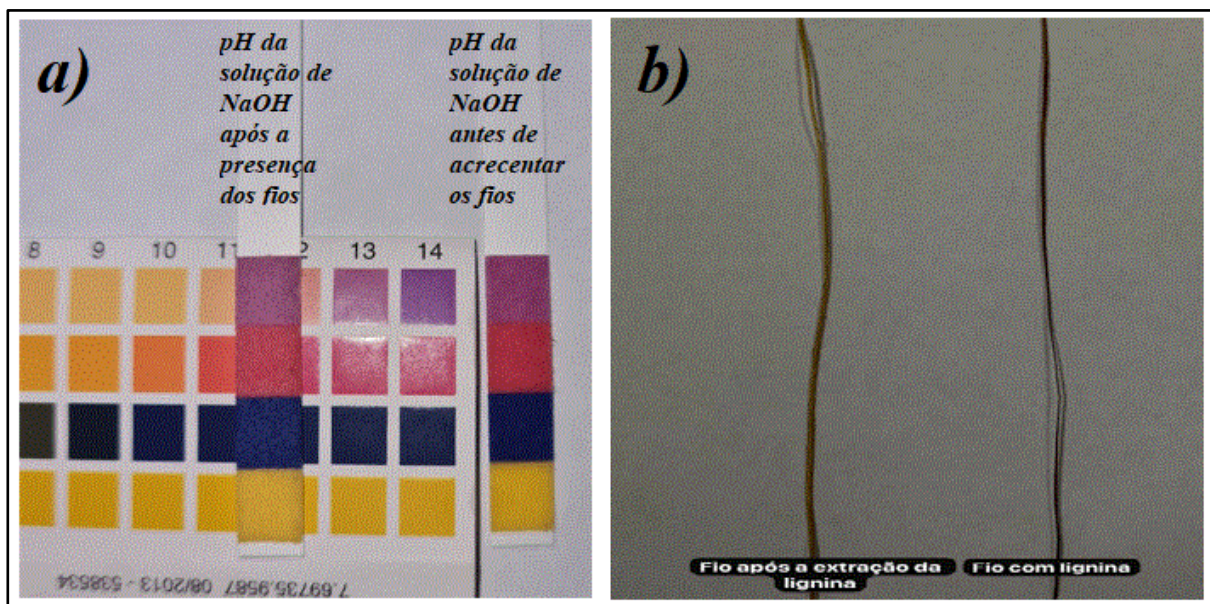 a)
pH da
solução de
NaOH
após a
presença
dos fios
pH da
solução de
NaOH
antes de
acrecentar
os fios
8 9 10 11 2 13 14
7.69735.9587 08/2013 - 538534
b)
Fio após a extração da
lignina
Fio com lignina